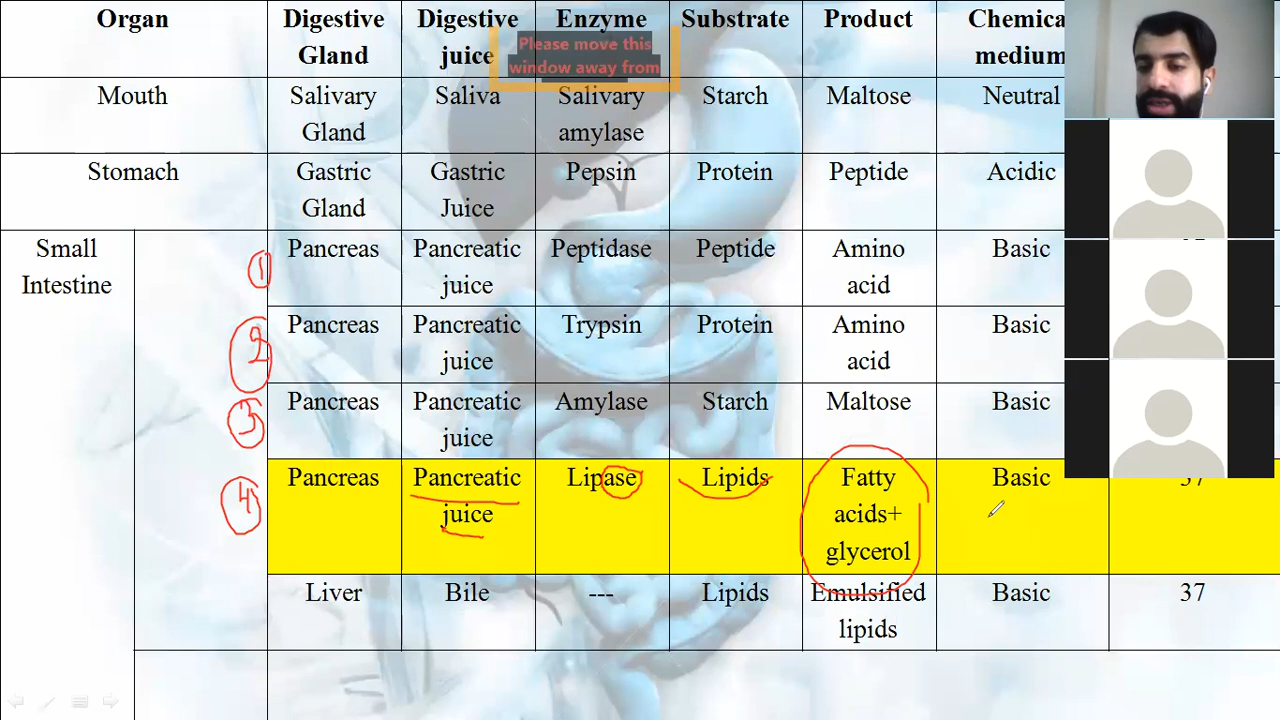 Organ
Digestive
Gland
Digestive
juice
Enzyme
Substrate
Product
Chemica
medium
Please move this
window away from
Mouth
Salivary
Gland
Saliva
Salivary
amylase
Starch
Maltose
Neutral
Stomach
Gastric
Gland
Gastric
Juice
Pepsin
Protein
Peptide
Acidic
Small
Intestine
1
Pancreas
Pancreatic
juice
Peptidase
Peptide
Amino
acid
Basic
2
Pancreas
Pancreatic
juice
Trypsin
Protein
Amino
acid
Basic
3
Pancreas
Pancreatic
juice
Amylase
Starch
Maltose
Basic
4
Pancreas
Pancreatic
juice
Lipase
Lipids
Fatty
acids+
glycerol
Basic
37
Liver
Bile
---
Lipids
Emulsified
lipids
Basic
37